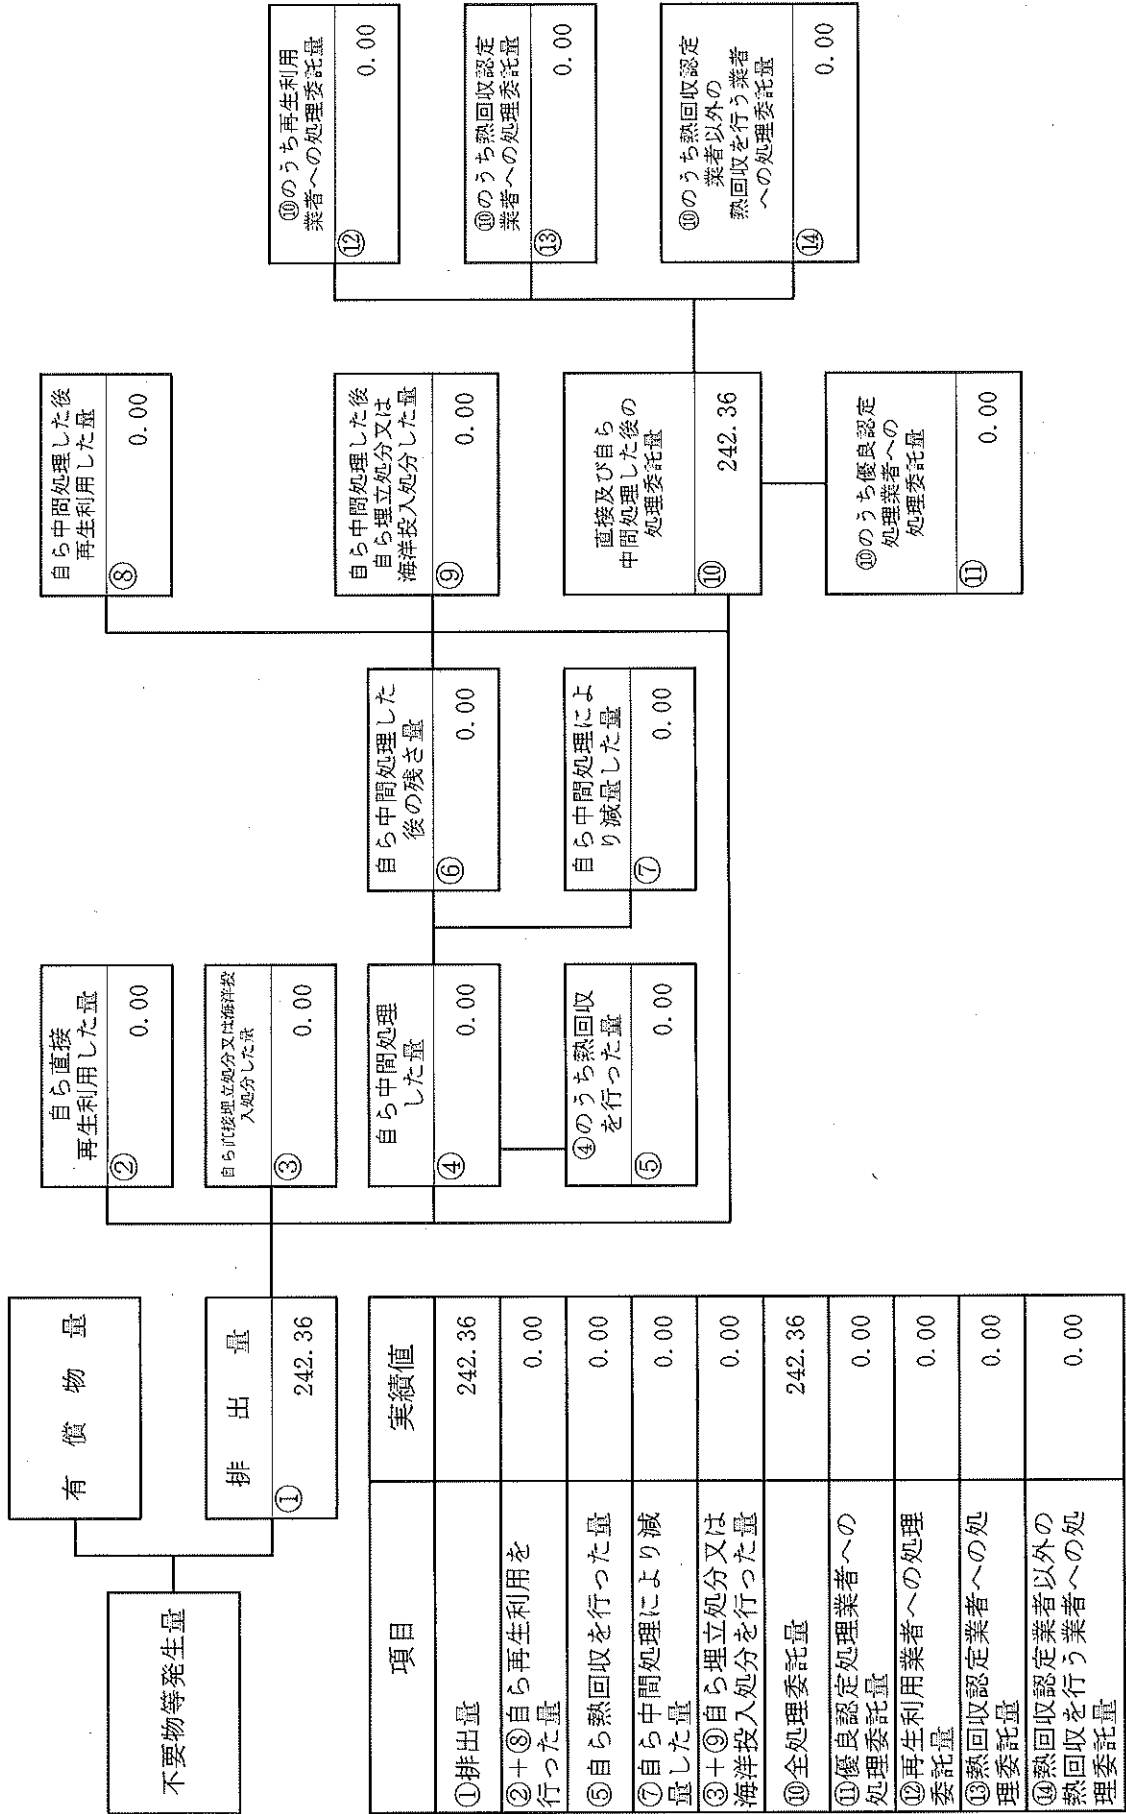 不要物等発生量
有償物量
排出量
①
242.36
自ら直接
再生利用した量
②
0.00
自ら直接埋立処分又は海洋投
入処分した量
③
0.00
自ら中間処理
した量
④
0.00
④のうち熱回収
を行った量
⑤
0.00
自ら中間処理した
後の残さ量
⑥
0.00
自ら中間処理によ
り減量した量
⑦
0.00
自ら中間処理した後
再生利用した量
⑧
0.00
自ら中間処理した後
自ら埋立処分又は
海洋投入処分した量
⑨
0.00
直接及び自ら
中間処理した後の
処理委託量
⑩
242.36
⑩のうち優良認定
処理業者への
処理委託量
⑪
0.00
⑩のうち再生利用
業者への処理委託量
⑫
0.00
⑩のうち熱回収認定
業者への処理委託量
⑬
0.00
⑩のうち熱回収認定
業者以外の
熱回収を行う業者
への処理委託量
⑭
0.00
項目
実績値
①排出量
242.36
②+⑧自ら再生利用を
行った量
0.00
⑤自ら熱回収を行った量
0.00
⑦自ら中間処理により減
量した量
0.00
③+⑨自ら埋立処分又は
海洋投入処分を行った量
0.00
⑩全処理委託量
242.36
⑪優良認定処理業者への
処理委託量
0.00
⑫再生利用業者への処理
委託量
0.00
⑬熱回収認定業者への処
理委託量
0.00
⑭熱回収認定業者以外の
熱回収を行う業者への処
理委託量
0.00